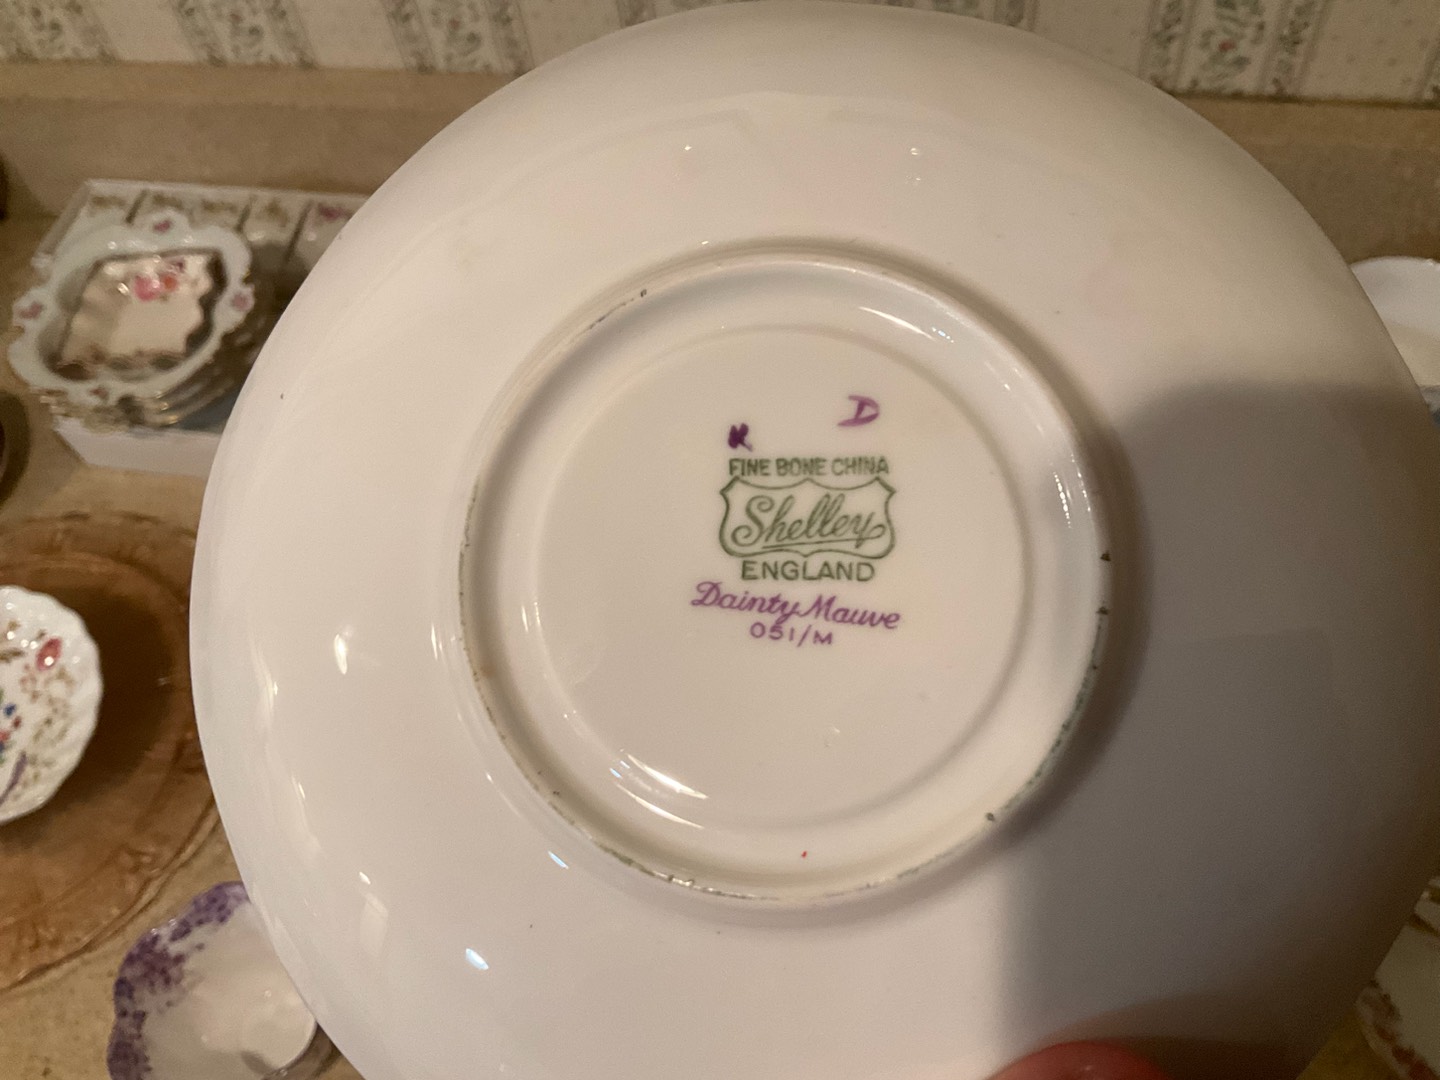 K D
FINE BONE CHINA
Shelley
ENGLAND
Dainty Mauve
051/M